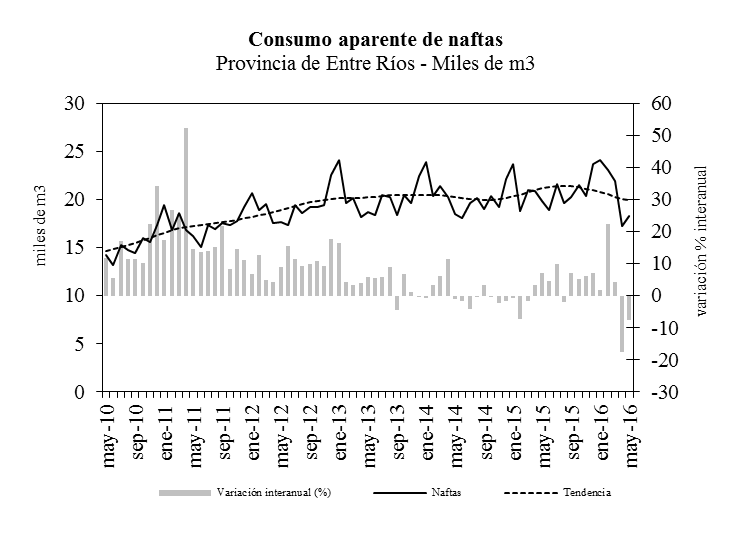 Consumo aparente de naftas
Provincia de Entre Ríos - Miles de m3
miles de m3
30
25
20
15
10
5
0
60
50
40
30
20
10
0
-10
-20
-30
variación % interanual
may-10
sep-10
ene-11
may-11
sep-11
ene-12
may-12
sep-12
ene-13
may-13
sep-13
ene-14
may-14
sep-14
ene-15
may-15
sep-15
ene-16
may-16
Variación interanual (%)
Naftas
Tendencia